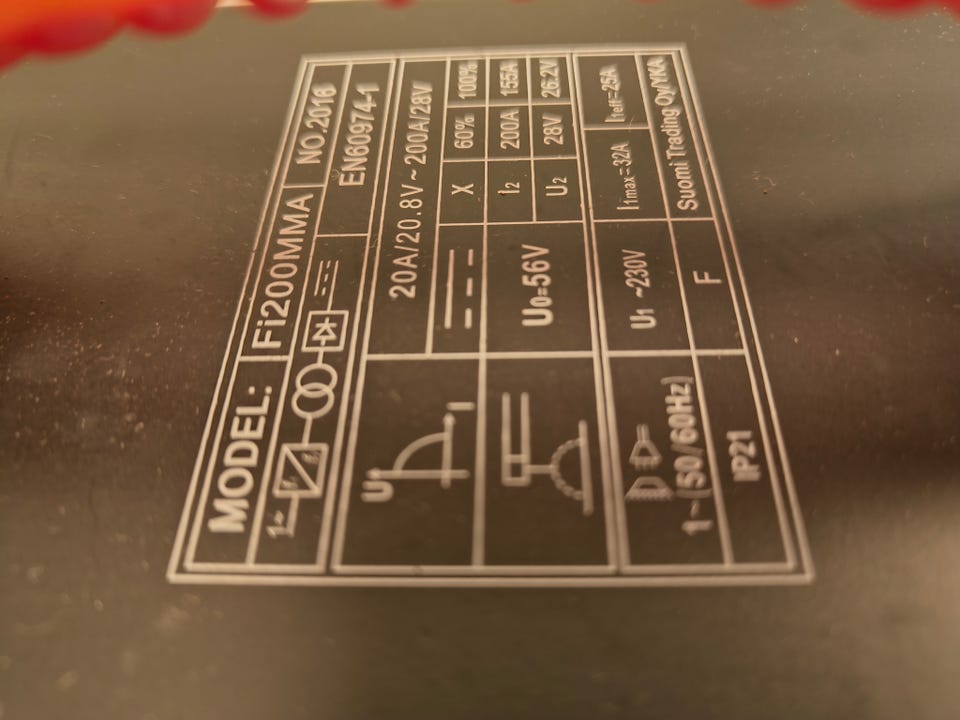 MODEL: Fi200MMA NO.2016
1~ EN60974-1
U I 20A/20.8V~200A/28V
X 60% 100%
I2 200A 155A
U0=56V U2 28V 26.2V
U1 ~230V I1max=32A I1eff=25A
1~(50/60Hz)
IP21 F Suomi Trading Oy/YKA